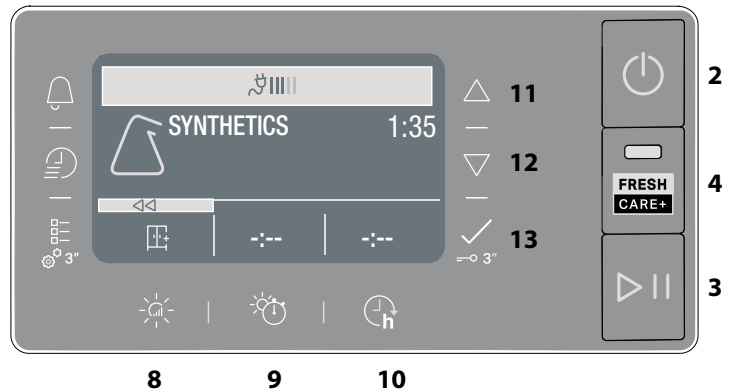 2
11
SYNTHETICS 1:35
12
4
FRESH
CARE+
-:-- -:--
3" 3" 13
3
h
8 9 10